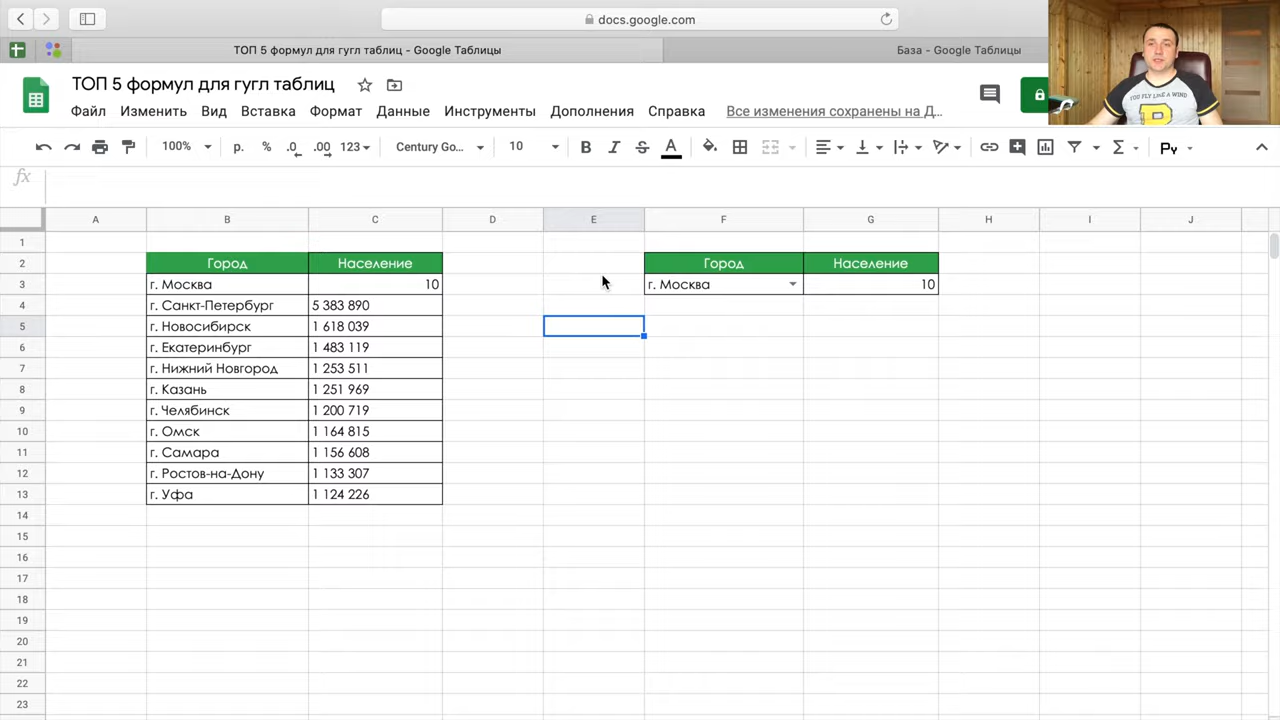 docs.google.com
ТОП 5 формул для гугл таблиц - Google Таблицы
База - Google Таблицы
ТОП 5 формул для гугл таблиц
Файл Изменить Вид Вставка Формат Данные Инструменты Дополнения Справка Все изменения сохранены на Д...
100% р. % .0 .00 123 Century Go... 10 B I S A Σ Ру
fx
A B C D E F G H I J
1
2 Город Население Город Население
3 г. Москва 10 г. Москва 10
4 г. Санкт-Петербург 5 383 890
5 г. Новосибирск 1 618 039
6 г. Екатеринбург 1 483 119
7 г. Нижний Новгород 1 253 511
8 г. Казань 1 251 969
9 г. Челябинск 1 200 719
10 г. Омск 1 164 815
11 г. Самара 1 156 608
12 г. Ростов-на-Дону 1 133 307
13 г. Уфа 1 124 226
14
15
16
17
18
19
20
21
22
23
YOU FLY LIKE A WIND